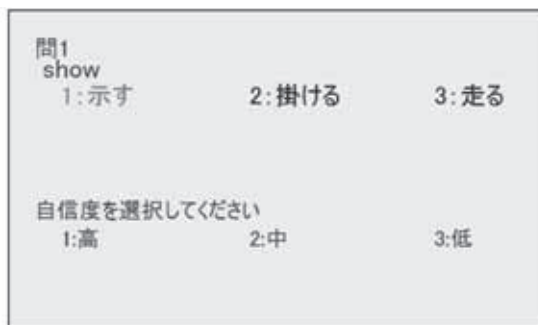 問1
show
1:示す 2:掛ける 3:走る
自信度を選択してください
1:高 2:中 3:低